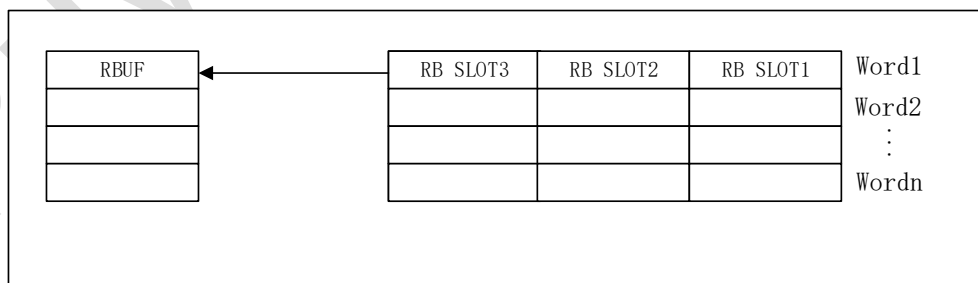 RBUF RB SLOT3 RB SLOT2 RB SLOT1 Word1
Word2
⋮
Wordn